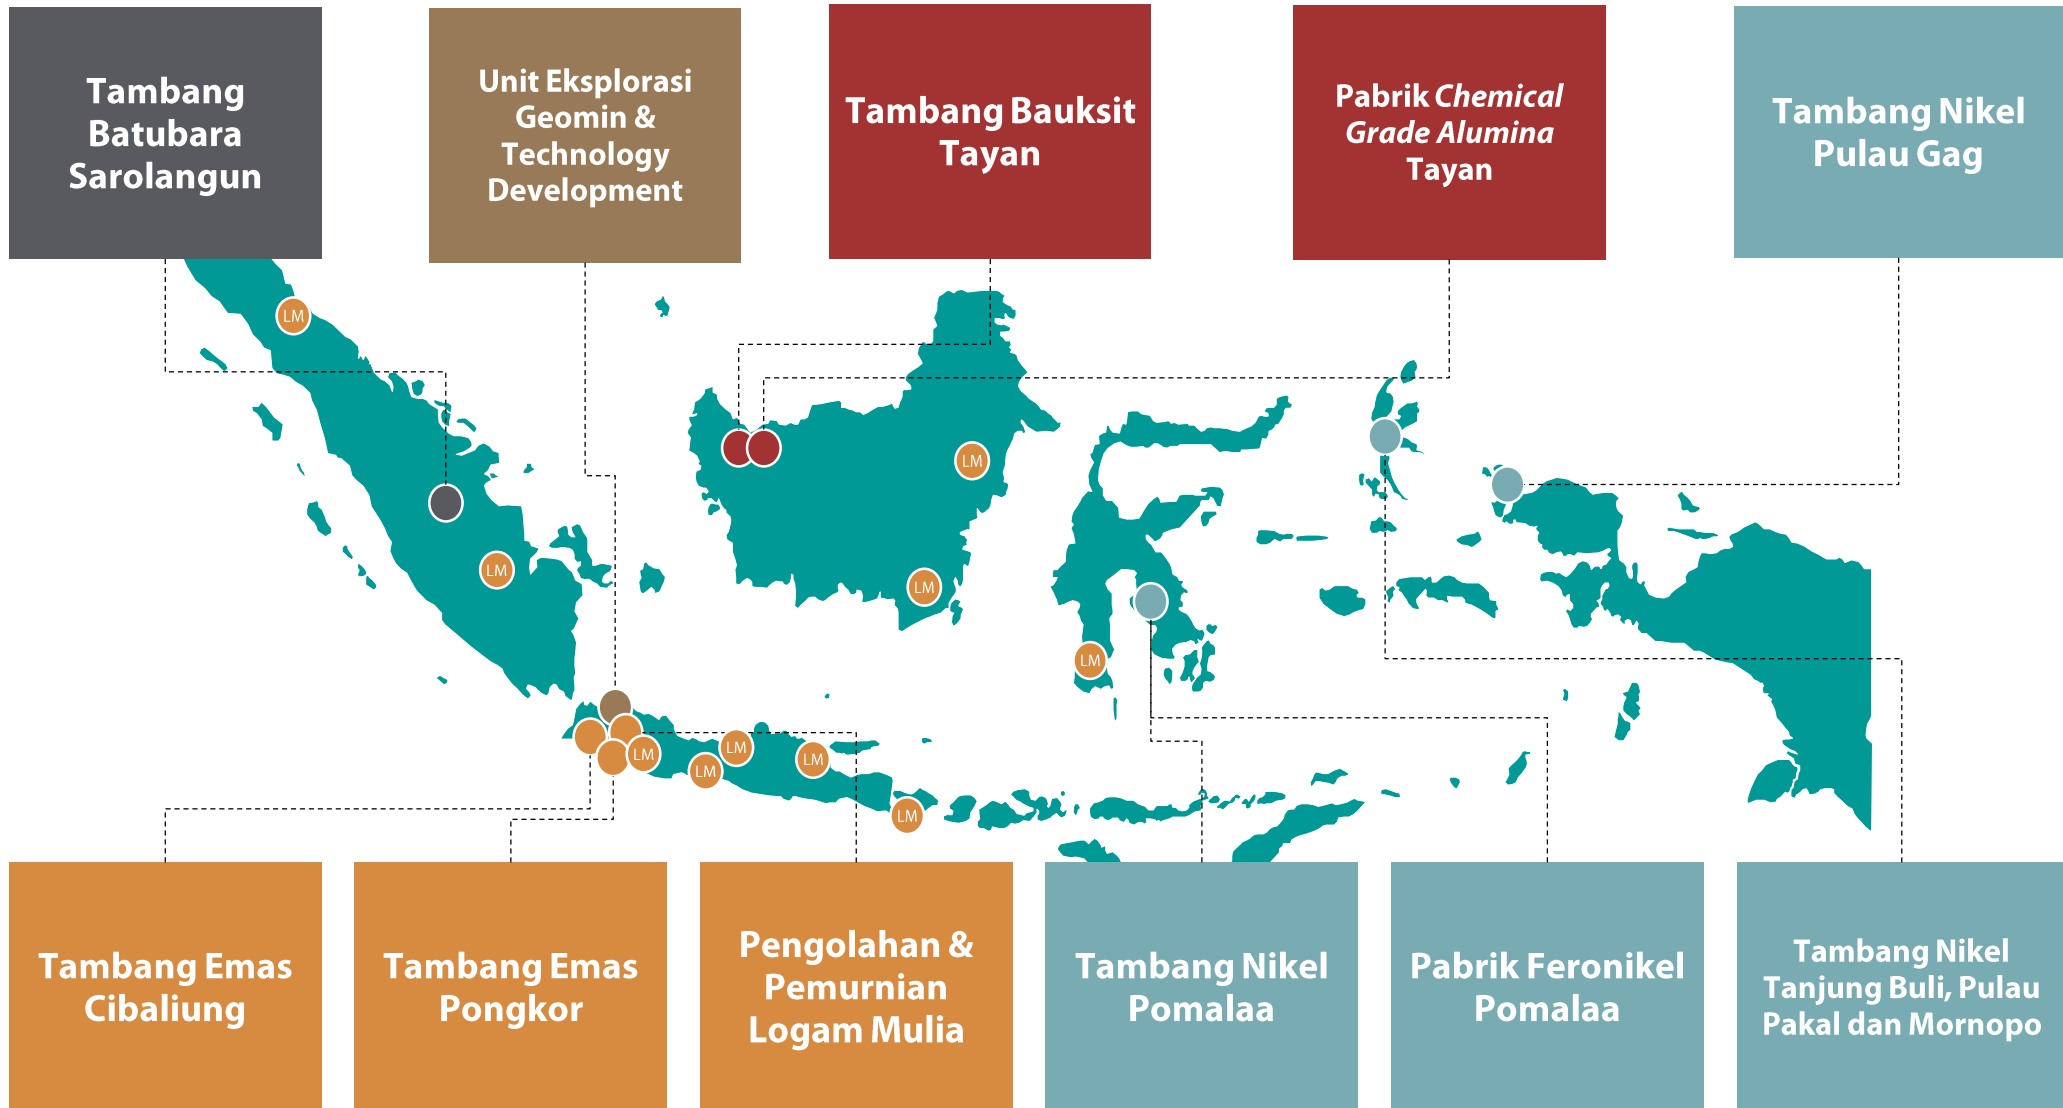 Tambang
Batubara
Sarolangun
Unit Eksplorasi
Geomin &
Technology
Development
Tambang Bauksit
Tayan
Pabrik Chemical
Grade Alumina
Tayan
Tambang Nikel
Pulau Gag
LM
LM
LM
LM
LM
LM
LM
LM
LM
LM
Tambang Emas
Cibaliung
Tambang Emas
Pongkor
Pengolahan &
Pemurnian
Logam Mulia
Tambang Nikel
Pomalaa
Pabrik Feronikel
Pomalaa
Tambang Nikel
Tanjung Buli, Pulau
Pakal dan Mornopo